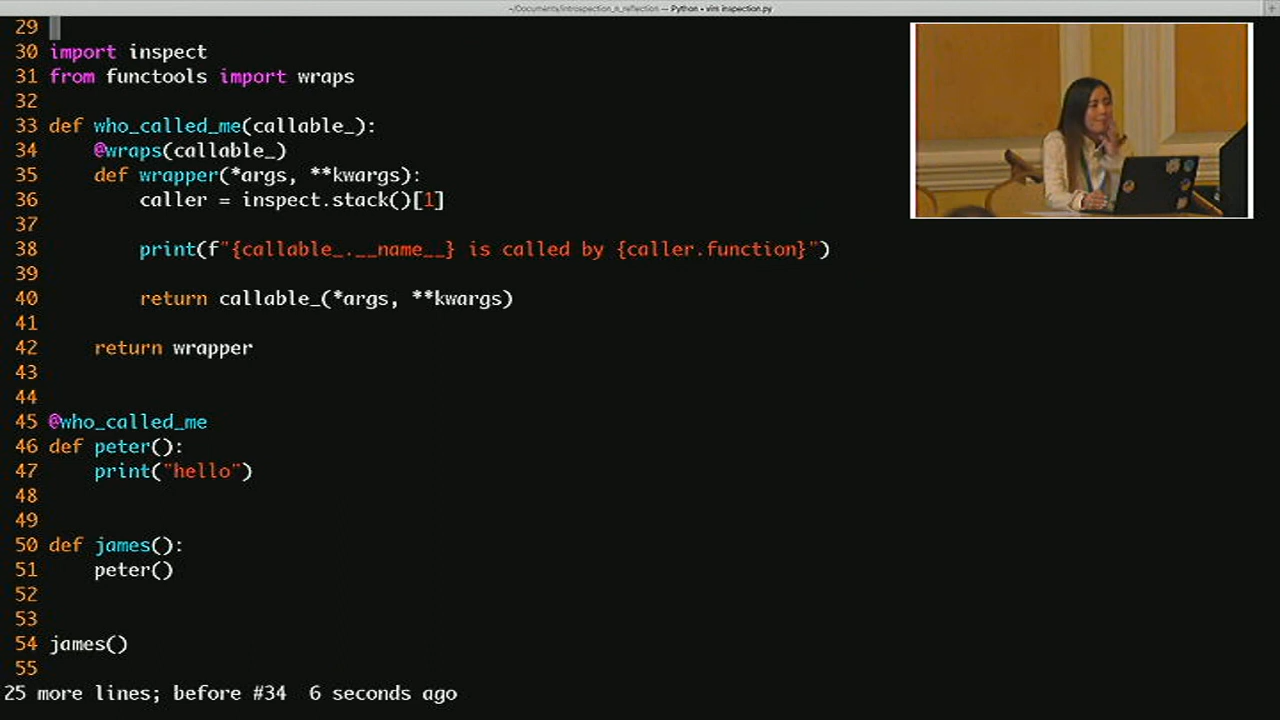 ~/Documents/introspection_n_reflection — Python • vim inspection.py
29
30 import inspect
31 from functools import wraps
32
33 def who_called_me(callable_):
34     @wraps(callable_)
35     def wrapper(*args, **kwargs):
36         caller = inspect.stack()[1]
37
38         print(f"{callable_.__name__} is called by {caller.function}")
39
40         return callable_(*args, **kwargs)
41
42     return wrapper
43
44
45 @who_called_me
46 def peter():
47     print("hello")
48
49
50 def james():
51     peter()
52
53
54 james()
55
25 more lines; before #34  6 seconds ago